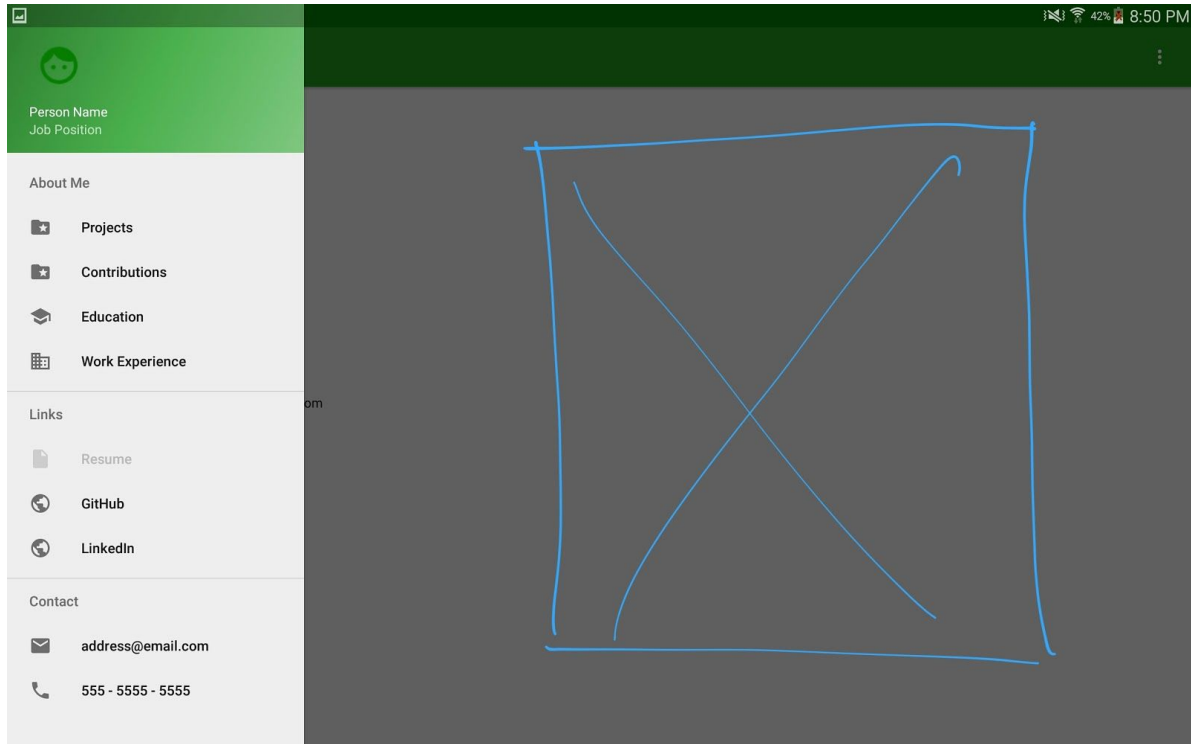 42% 8:50 PM
Person Name
Job Position
About Me
Projects
Contributions
Education
Work Experience
om
Links
Resume
GitHub
LinkedIn
Contact
address@email.com
555 - 5555 - 5555